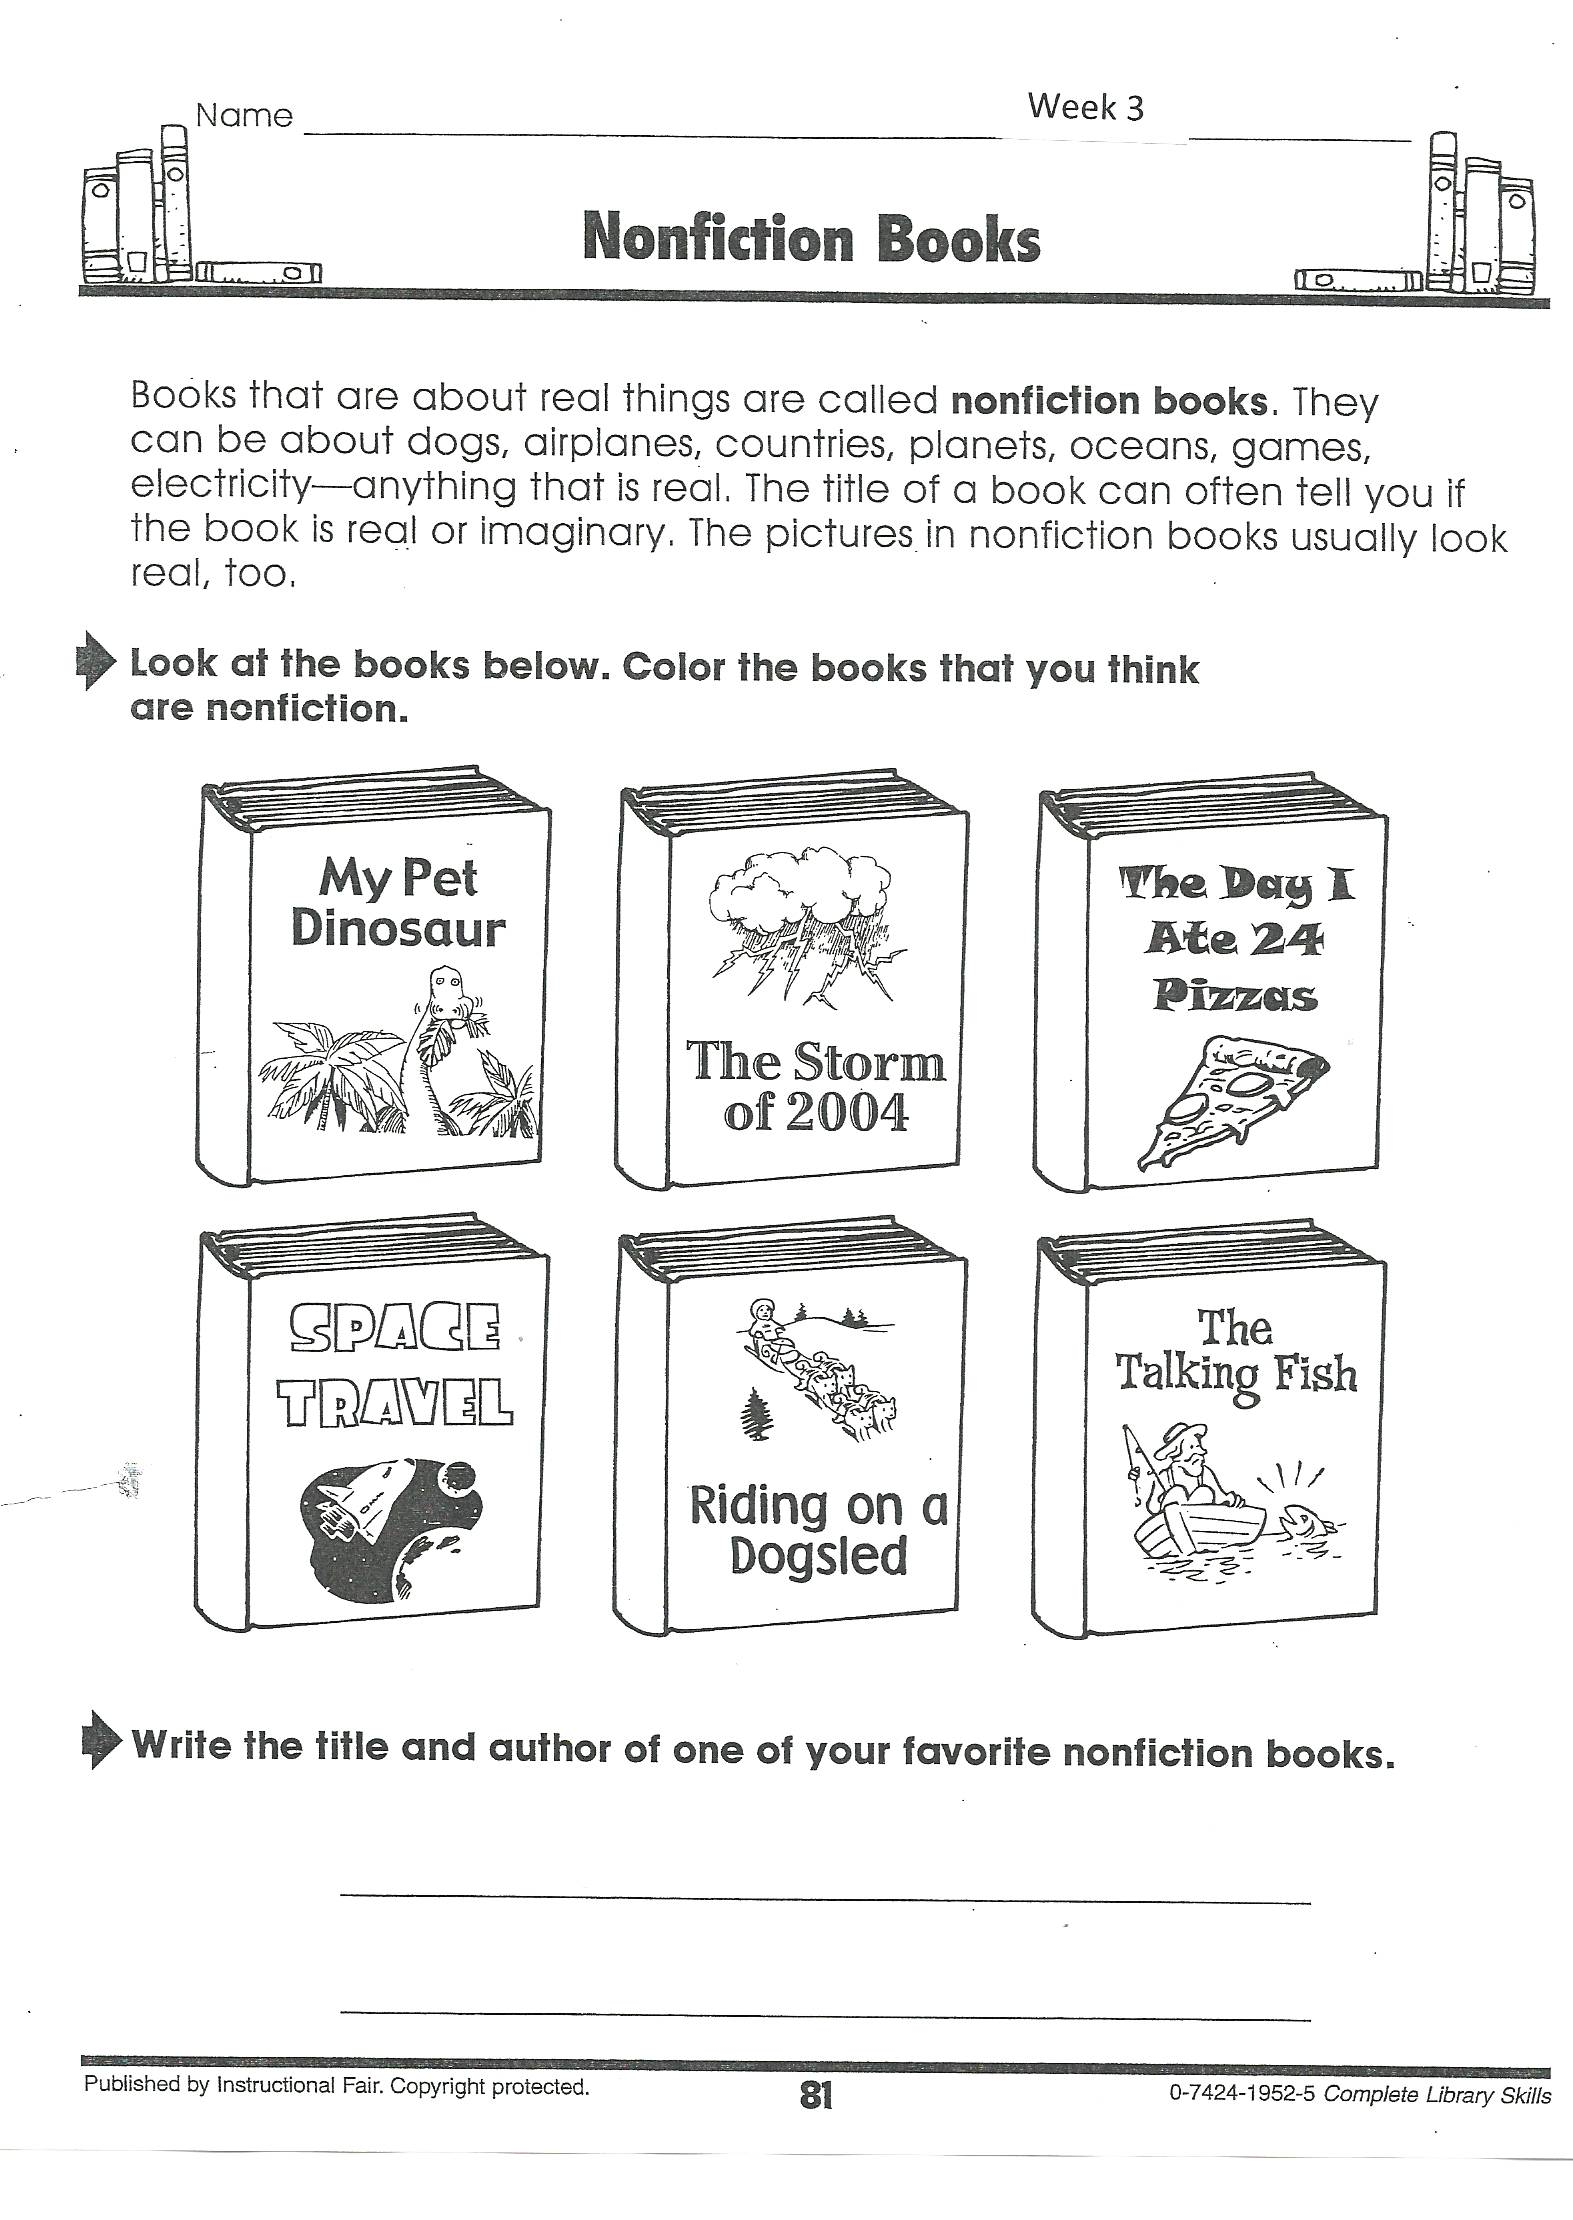 Name
Week 3
Nonfiction Books
Books that are about real things are called nonfiction books. They
can be about dogs, airplanes, countries, planets, oceans, games,
electricity—anything that is real. The title of a book can often tell you if
the book is real or imaginary. The pictures in nonfiction books usually look
real, too.
Look at the books below. Color the books that you think
are nonfiction.
My Pet
Dinosaur
The Storm
of 2004
The Day I
Ate 24
Pizzas
SPACE
TRAVEL
Riding on a
Dogsled
The
Talking Fish
Write the title and author of one of your favorite nonfiction books.
Published by Instructional Fair. Copyright protected.
81
0-7424-1952-5 Complete Library Skills